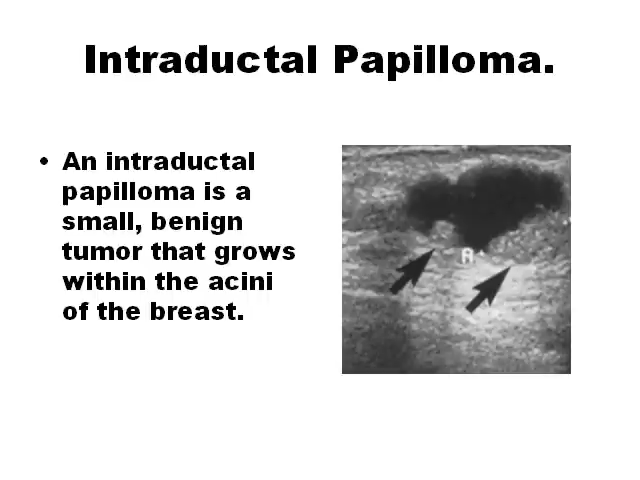 Intraductal Papilloma.
• An intraductal
papilloma is a
small, benign
tumor that grows
within the acini
of the breast.
A